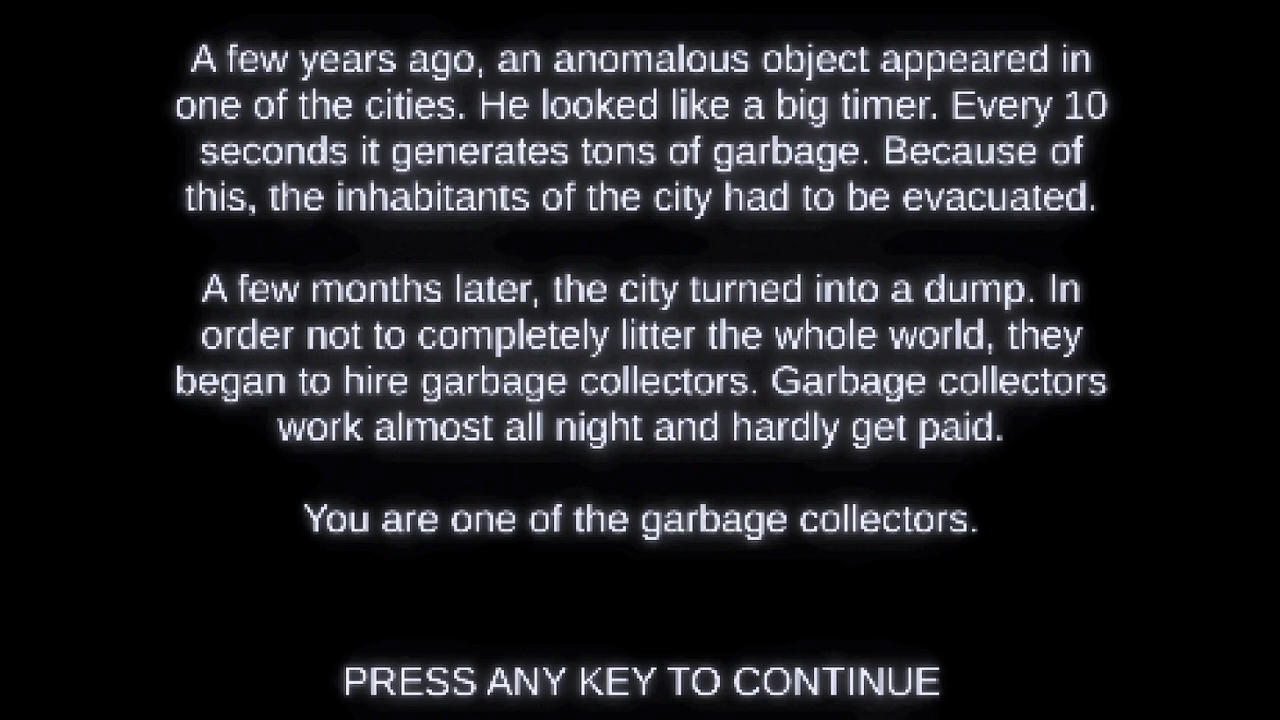 A few years ago, an anomalous object appeared in
one of the cities. He looked like a big timer. Every 10
seconds it generates tons of garbage. Because of
this, the inhabitants of the city had to be evacuated.
A few months later, the city turned into a dump. In
order not to completely litter the whole world, they
began to hire garbage collectors. Garbage collectors
work almost all night and hardly get paid.
You are one of the garbage collectors.
PRESS ANY KEY TO CONTINUE